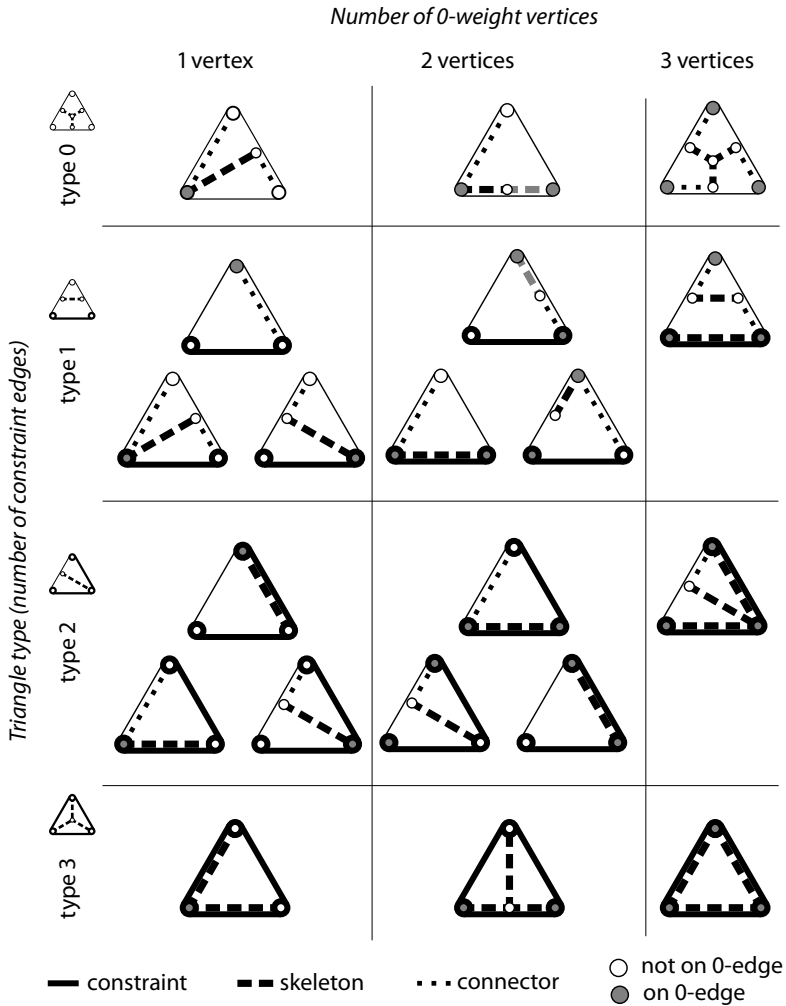 Number of 0-weight vertices
1 vertex
2 vertices
3 vertices
Triangle type (number of constraint edges)
type 0
type 1
type 2
type 3
constraint
skeleton
connector
not on 0-edge
on 0-edge